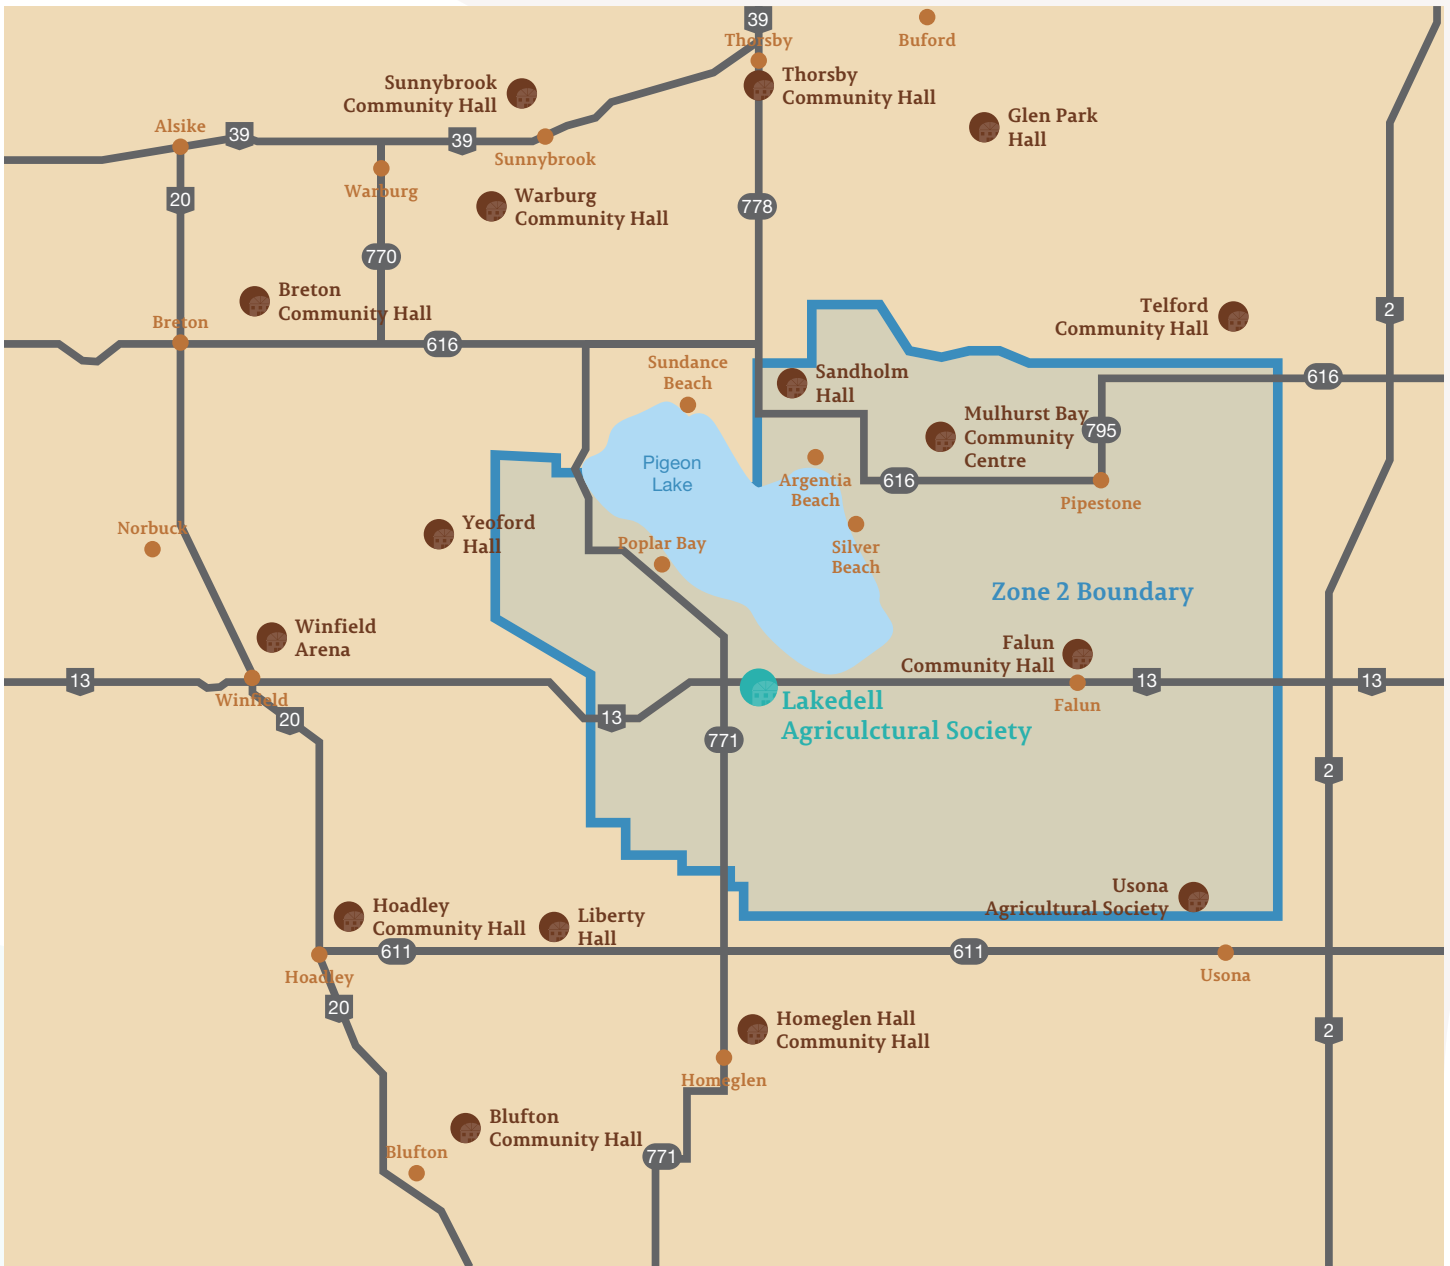 39
Thorsby
Buford
Sunnybrook
Community Hall
Thorsby
Community Hall
Glen Park
Hall
Alsike
39
39
Sunnybrook
Warburg
20
Warburg
Community Hall
778
770
Breton
Community Hall
Telford
Community Hall
2
Breton
616
Sundance
Beach
Sandholm
Hall
616
Mulhurst Bay
Community
Centre
795
Pigeon
Lake
Argentia
Beach
616
Pipestone
Norbuck
Yeoford
Hall
Poplar Bay
Silver
Beach
Zone 2 Boundary
Winfield
Arena
Falun
Community Hall
13
Winfield
20
13
Lakedell
Agriculctural Society
13
Falun
13
771
2
Usona
Agricultural Society
Hoadley
Community Hall
Liberty
Hall
611
611
Hoadley
Usona
20
Homeglen Hall
Community Hall
2
Homeglen
Blufton
Community Hall
Blufton
771